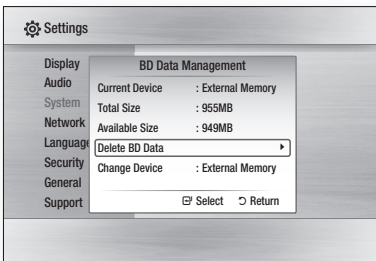 Settings
Display
Audio
System
Network
Language
Security
General
Support
BD Data Management
Current Device : External Memory
Total Size : 955MB
Available Size : 949MB
Delete BD Data
Change Device : External Memory
Select Return